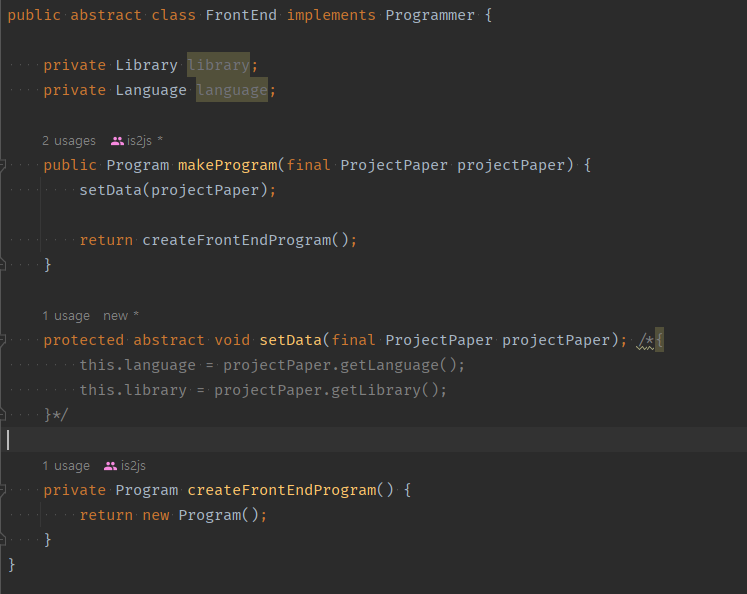 public abstract class FrontEnd implements Programmer {
private Library library;
private Language language;
2 usages is2js *
public Program makeProgram(final ProjectPaper projectPaper) {
setData(projectPaper);
return createFrontEndProgram();
}
1 usage new *
protected abstract void setData(final ProjectPaper projectPaper); /*{
this.language = projectPaper.getLanguage();
this.library = projectPaper.getLibrary();
}*/
1 usage is2js
private Program createFrontEndProgram() {
return new Program();
}
}